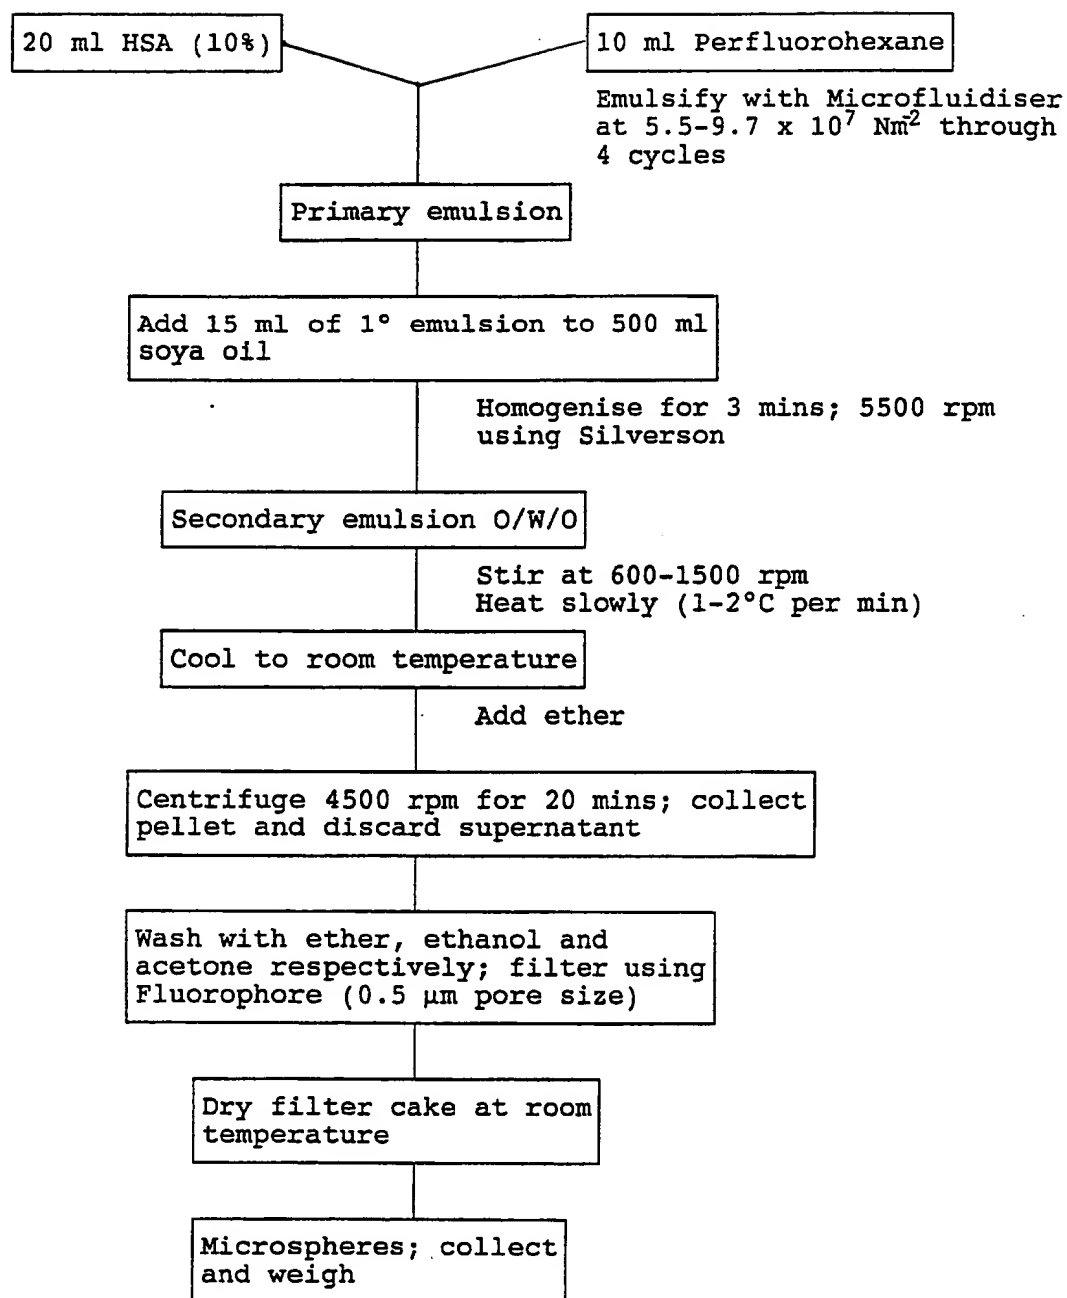 20 ml HSA (10%)
10 ml Perfluorohexane
Emulsify with Microfluidiser
at 5.5-9.7 x 10⁷ Nm⁻² through
4 cycles
Primary emulsion
Add 15 ml of 1° emulsion to 500 ml
soya oil
Homogenise for 3 mins; 5500 rpm
using Silverson
Secondary emulsion O/W/O
Stir at 600-1500 rpm
Heat slowly (1-2°C per min)
Cool to room temperature
Add ether
Centrifuge 4500 rpm for 20 mins; collect
pellet and discard supernatant
Wash with ether, ethanol and
acetone respectively; filter using
Fluorophore (0.5 μm pore size)
Dry filter cake at room
temperature
Microspheres; collect
and weigh